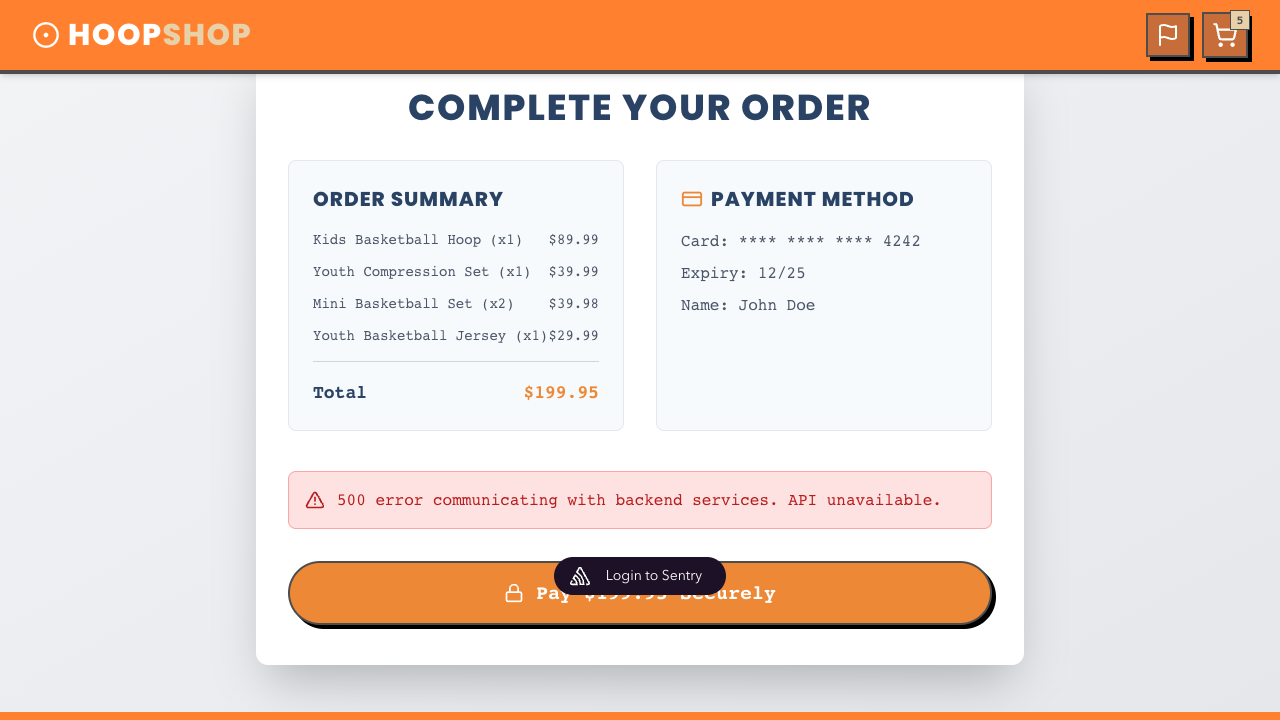 HOOPSHOP
5
COMPLETE YOUR ORDER
ORDER SUMMARY
Kids Basketball Hoop (x1) $89.99
Youth Compression Set (x1) $39.99
Mini Basketball Set (x2) $39.98
Youth Basketball Jersey (x1) $29.99
Total $199.95
PAYMENT METHOD
Card: **** **** **** 4242
Expiry: 12/25
Name: John Doe
500 error communicating with backend services. API unavailable.
Login to Sentry
Pay $199.95 Securely